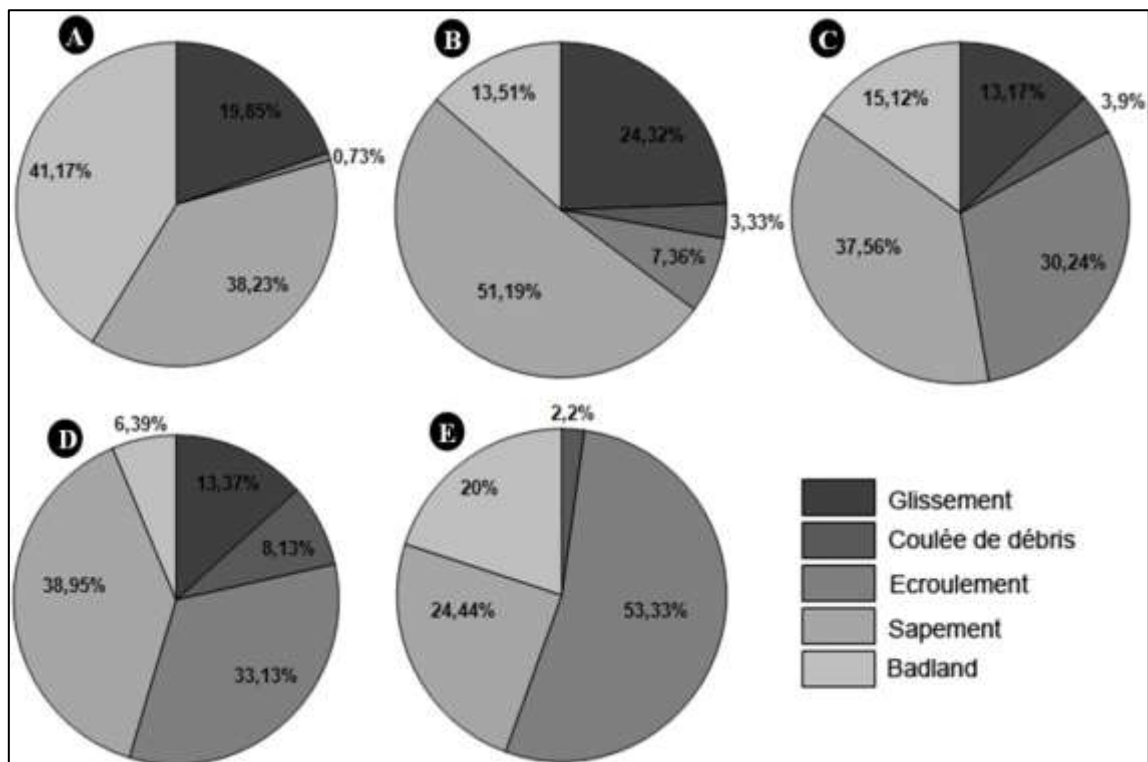 A
19,85%
0,73%
38,23%
41,17%
B
13,51%
24,32%
3,33%
7,36%
51,19%
C
15,12%
13,17%
3,9%
30,24%
37,56%
D
6,39%
13,37%
8,13%
33,13%
38,95%
E
2,2%
20%
53,33%
24,44%
Glissement
Coulée de débris
Ecroulement
Sapement
Badland